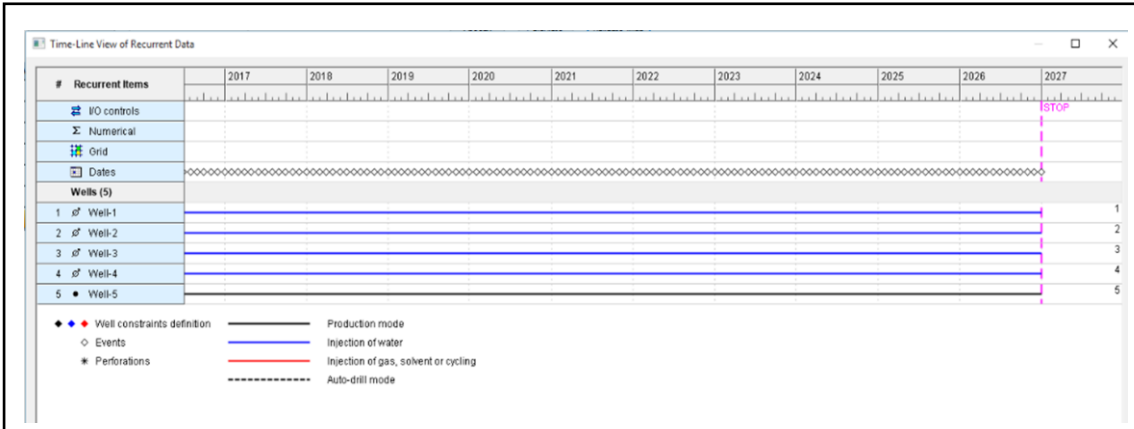 Time-Line View of Recurrent Data
# Recurrent Items 2017 2018 2019 2020 2021 2022 2023 2024 2025 2026 2027
I/O controls STOP
Σ Numerical
Grid
Dates
Wells (5)
1 Well-1 1
2 Well-2 2
3 Well-3 3
4 Well-4 4
5 Well-5 5
Well constraints definition Production mode
Events Injection of water
Perforations Injection of gas, solvent or cycling
Auto-drill mode